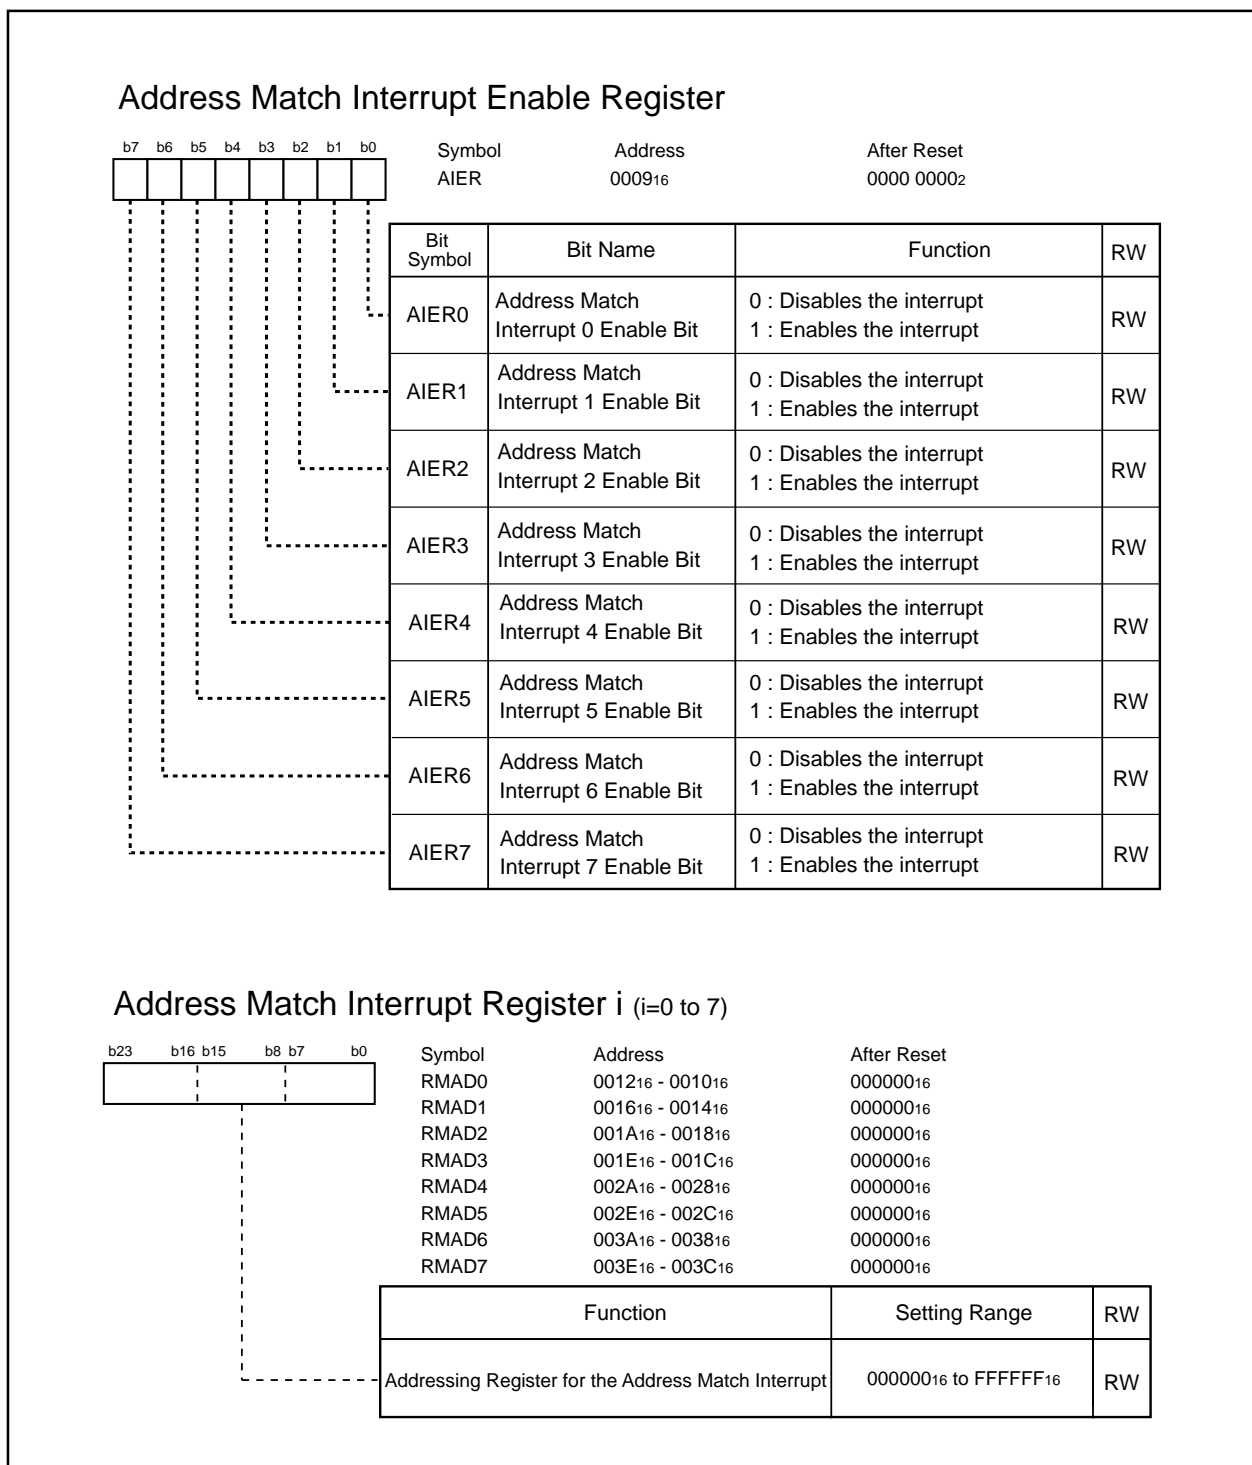 Address Match Interrupt Enable Register
b7 b6 b5 b4 b3 b2 b1 b0
Symbol Address After Reset
AIER 000916 0000 00002
Bit Symbol Bit Name Function RW
AIER0 Address Match Interrupt 0 Enable Bit 0 : Disables the interrupt 1 : Enables the interrupt RW
AIER1 Address Match Interrupt 1 Enable Bit 0 : Disables the interrupt 1 : Enables the interrupt RW
AIER2 Address Match Interrupt 2 Enable Bit 0 : Disables the interrupt 1 : Enables the interrupt RW
AIER3 Address Match Interrupt 3 Enable Bit 0 : Disables the interrupt 1 : Enables the interrupt RW
AIER4 Address Match Interrupt 4 Enable Bit 0 : Disables the interrupt 1 : Enables the interrupt RW
AIER5 Address Match Interrupt 5 Enable Bit 0 : Disables the interrupt 1 : Enables the interrupt RW
AIER6 Address Match Interrupt 6 Enable Bit 0 : Disables the interrupt 1 : Enables the interrupt RW
AIER7 Address Match Interrupt 7 Enable Bit 0 : Disables the interrupt 1 : Enables the interrupt RW
Address Match Interrupt Register i (i=0 to 7)
b23 b16 b15 b8 b7 b0
Symbol Address After Reset
RMAD0 001216 - 001016 00000016
RMAD1 001616 - 001416 00000016
RMAD2 001A16 - 001816 00000016
RMAD3 001E16 - 001C16 00000016
RMAD4 002A16 - 002816 00000016
RMAD5 002E16 - 002C16 00000016
RMAD6 003A16 - 003816 00000016
RMAD7 003E16 - 003C16 00000016
Function Setting Range RW
Addressing Register for the Address Match Interrupt 00000016 to FFFFFF16 RW